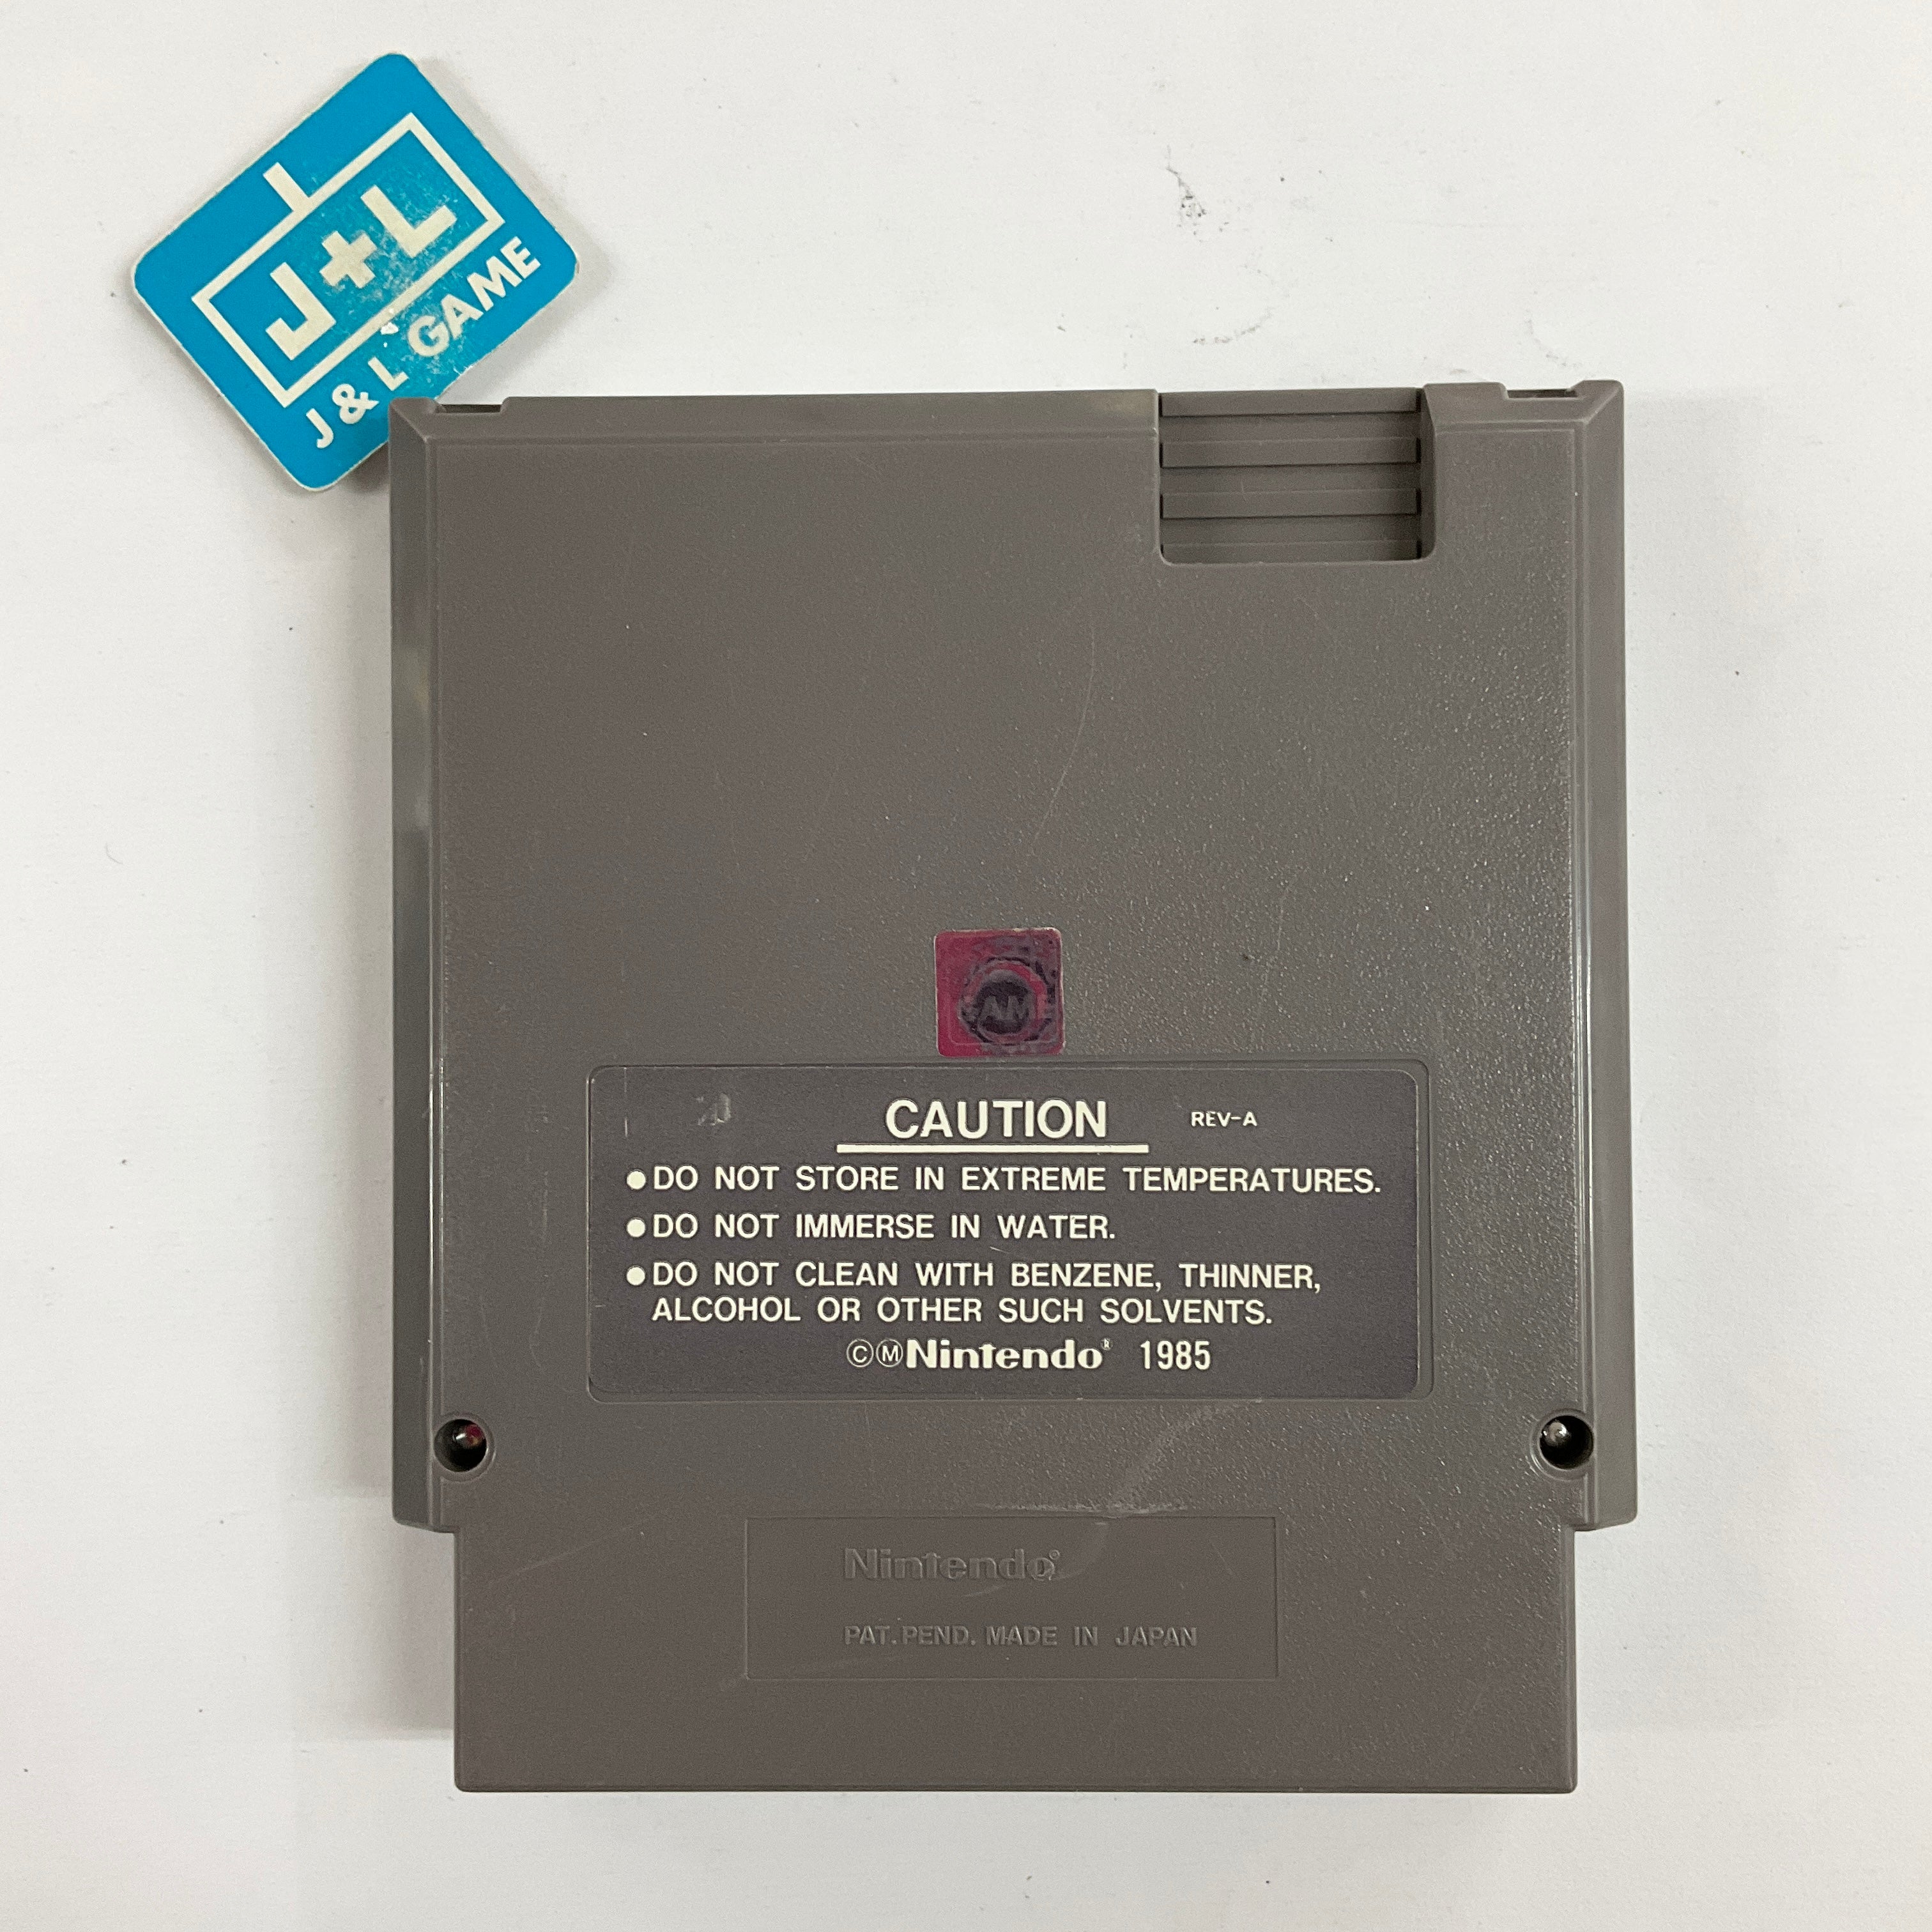 J+L
J & L GAME
GAME
CAUTION REV-A
●DO NOT STORE IN EXTREME TEMPERATURES.
●DO NOT IMMERSE IN WATER.
●DO NOT CLEAN WITH BENZENE, THINNER,
ALCOHOL OR OTHER SUCH SOLVENTS.
©ⓂNintendo® 1985
Nintendo®
PAT. PEND. MADE IN JAPAN